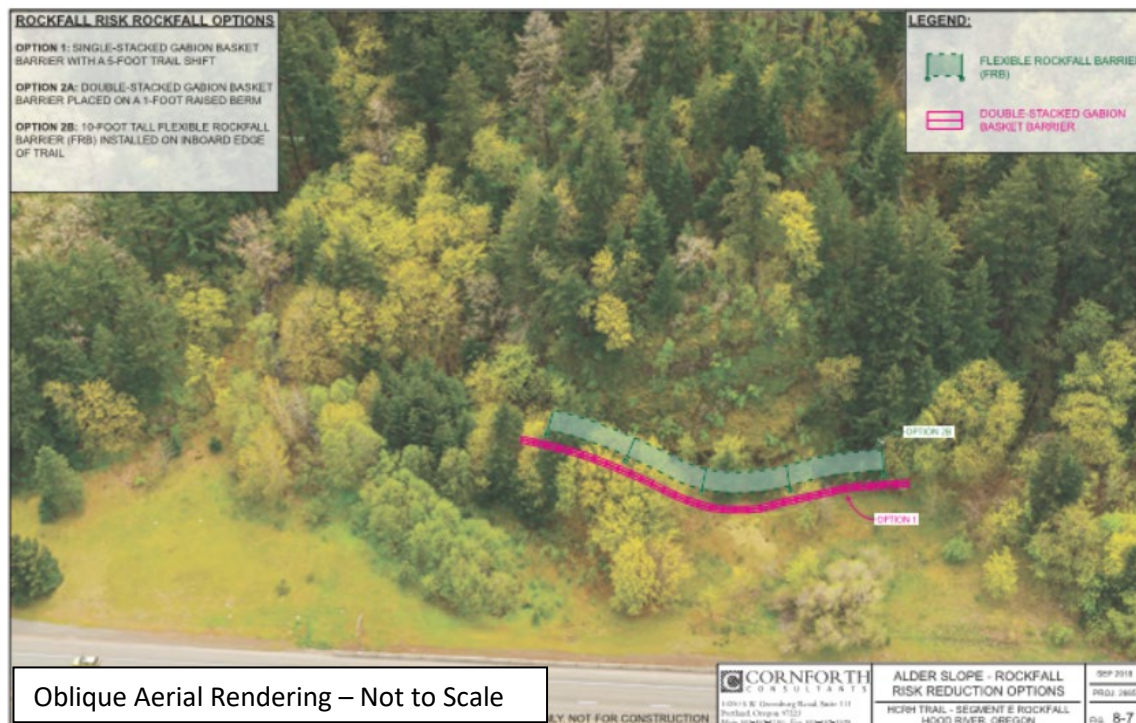 ROCKFALL RISK ROCKFALL OPTIONS
OPTION 1: SINGLE-STACKED GABION BASKET
BARRIER WITH A 5-FOOT TRAIL SHIFT
OPTION 2A: DOUBLE-STACKED GABION BASKET
BARRIER PLACED ON A 1-FOOT RAISED BERM
OPTION 2B: 10-FOOT TALL FLEXIBLE ROCKFALL
BARRIER (FRB) INSTALLED ON INBOARD EDGE
OF TRAIL
LEGEND:
FLEXIBLE ROCKFALL BARRIER
(FRB)
DOUBLE-STACKED GABION
BASKET BARRIER
OPTION 2B
OPTION 1
Oblique Aerial Rendering – Not to Scale
NOT FOR CONSTRUCTION
CORNFORTH
CONSULTANTS
Portland, Oregon 97223
ALDER SLOPE - ROCKFALL
RISK REDUCTION OPTIONS
HCRH TRAIL - SEGMENT E ROCKFALL
HOOD RIVER, OREGON
SEP 2018
PROJ.
FIG. 8-7